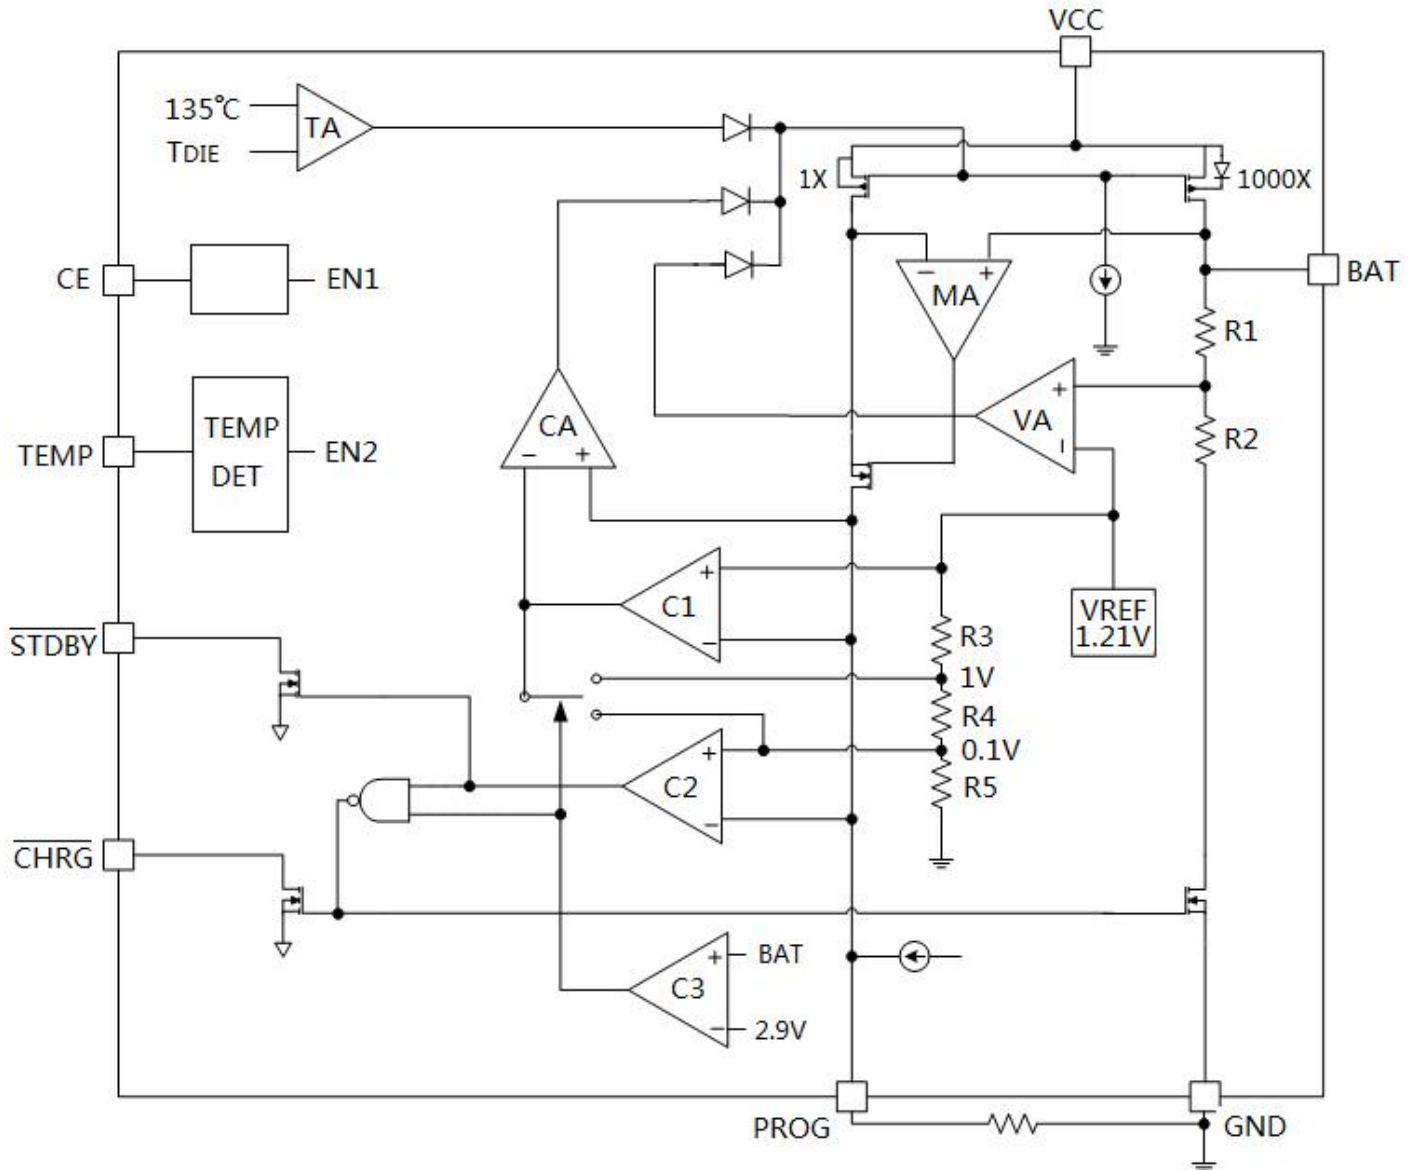 VCC
135℃
TA
TDIE
1X
1000X
CE
EN1
− +
MA
BAT
R1
CA
− +
+
VA
−
R2
TEMP
TEMP
DET
EN2
+
C1
−
VREF
1.21V
STDBY
R3
1V
R4
0.1V
R5
+
C2
−
CHRG
+
BAT
C3
−
2.9V
PROG
GND